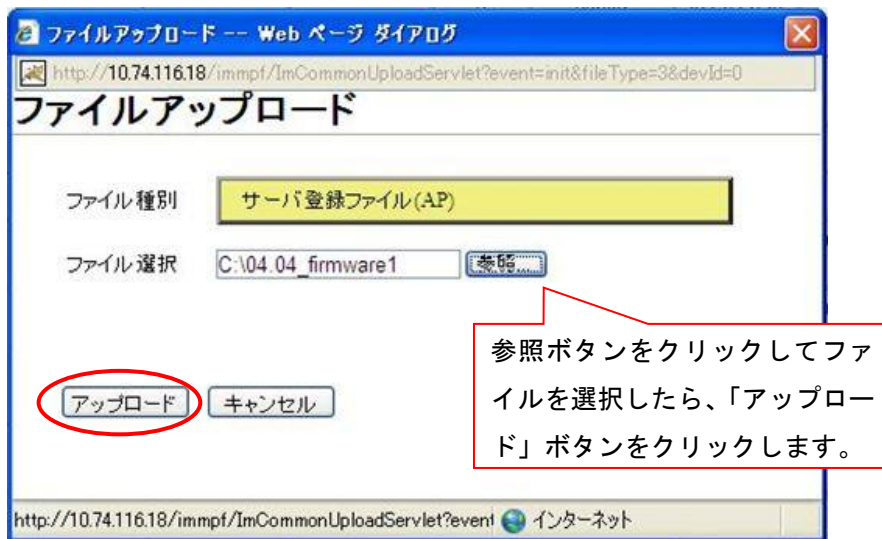 ファイルアップロード -- Web ページ ダイアログ
http://10.74.116.18/immpf/ImCommonUploadServlet?event=init&fileType=3&devId=0
ファイルアップロード
ファイル種別 サーバ登録ファイル(AP)
ファイル選択 C:\04.04_firmware1 参照...
参照ボタンをクリックしてファ
イルを選択したら、「アップロー
ド」ボタンをクリックします。
アップロード キャンセル
http://10.74.116.18/immpf/ImCommonUploadServlet?event インターネット